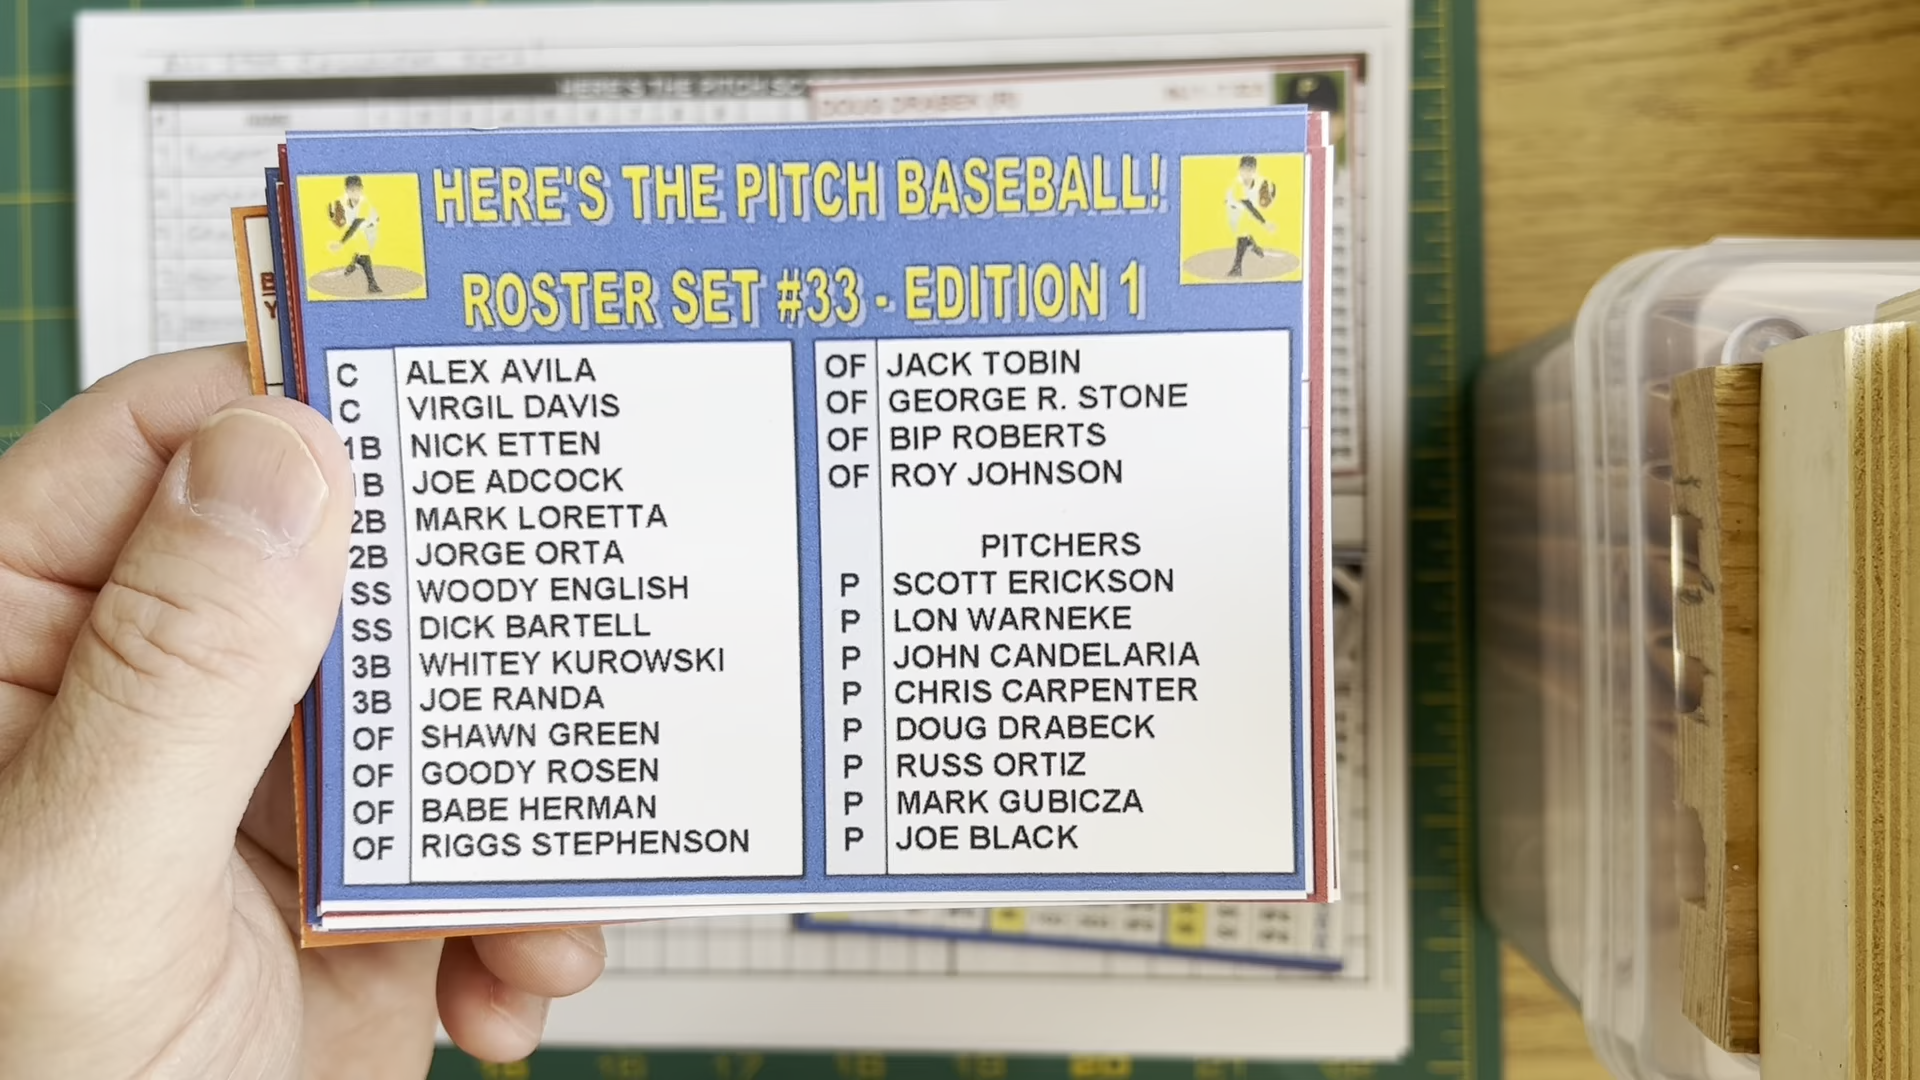 HERE'S THE PITCH SC
DOUG DRABEK (R)
HERE'S THE PITCH BASEBALL!
ROSTER SET #33 - EDITION 1
C ALEX AVILA
C VIRGIL DAVIS
1B NICK ETTEN
1B JOE ADCOCK
2B MARK LORETTA
2B JORGE ORTA
SS WOODY ENGLISH
SS DICK BARTELL
3B WHITEY KUROWSKI
3B JOE RANDA
OF SHAWN GREEN
OF GOODY ROSEN
OF BABE HERMAN
OF RIGGS STEPHENSON
OF JACK TOBIN
OF GEORGE R. STONE
OF BIP ROBERTS
OF ROY JOHNSON
PITCHERS
P SCOTT ERICKSON
P LON WARNEKE
P JOHN CANDELARIA
P CHRIS CARPENTER
P DOUG DRABECK
P RUSS ORTIZ
P MARK GUBICZA
P JOE BLACK